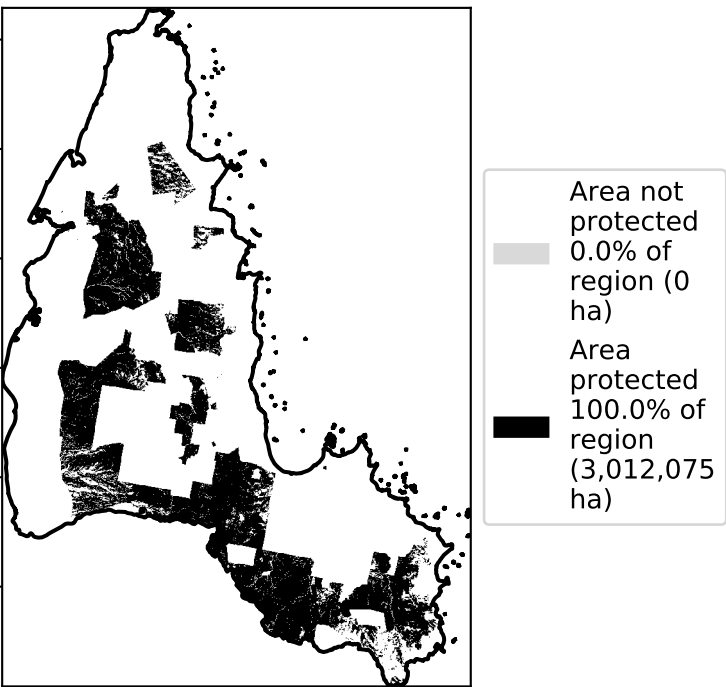 Area not
protected
0.0% of
region (0
ha)
Area
protected
100.0% of
region
(3,012,075
ha)